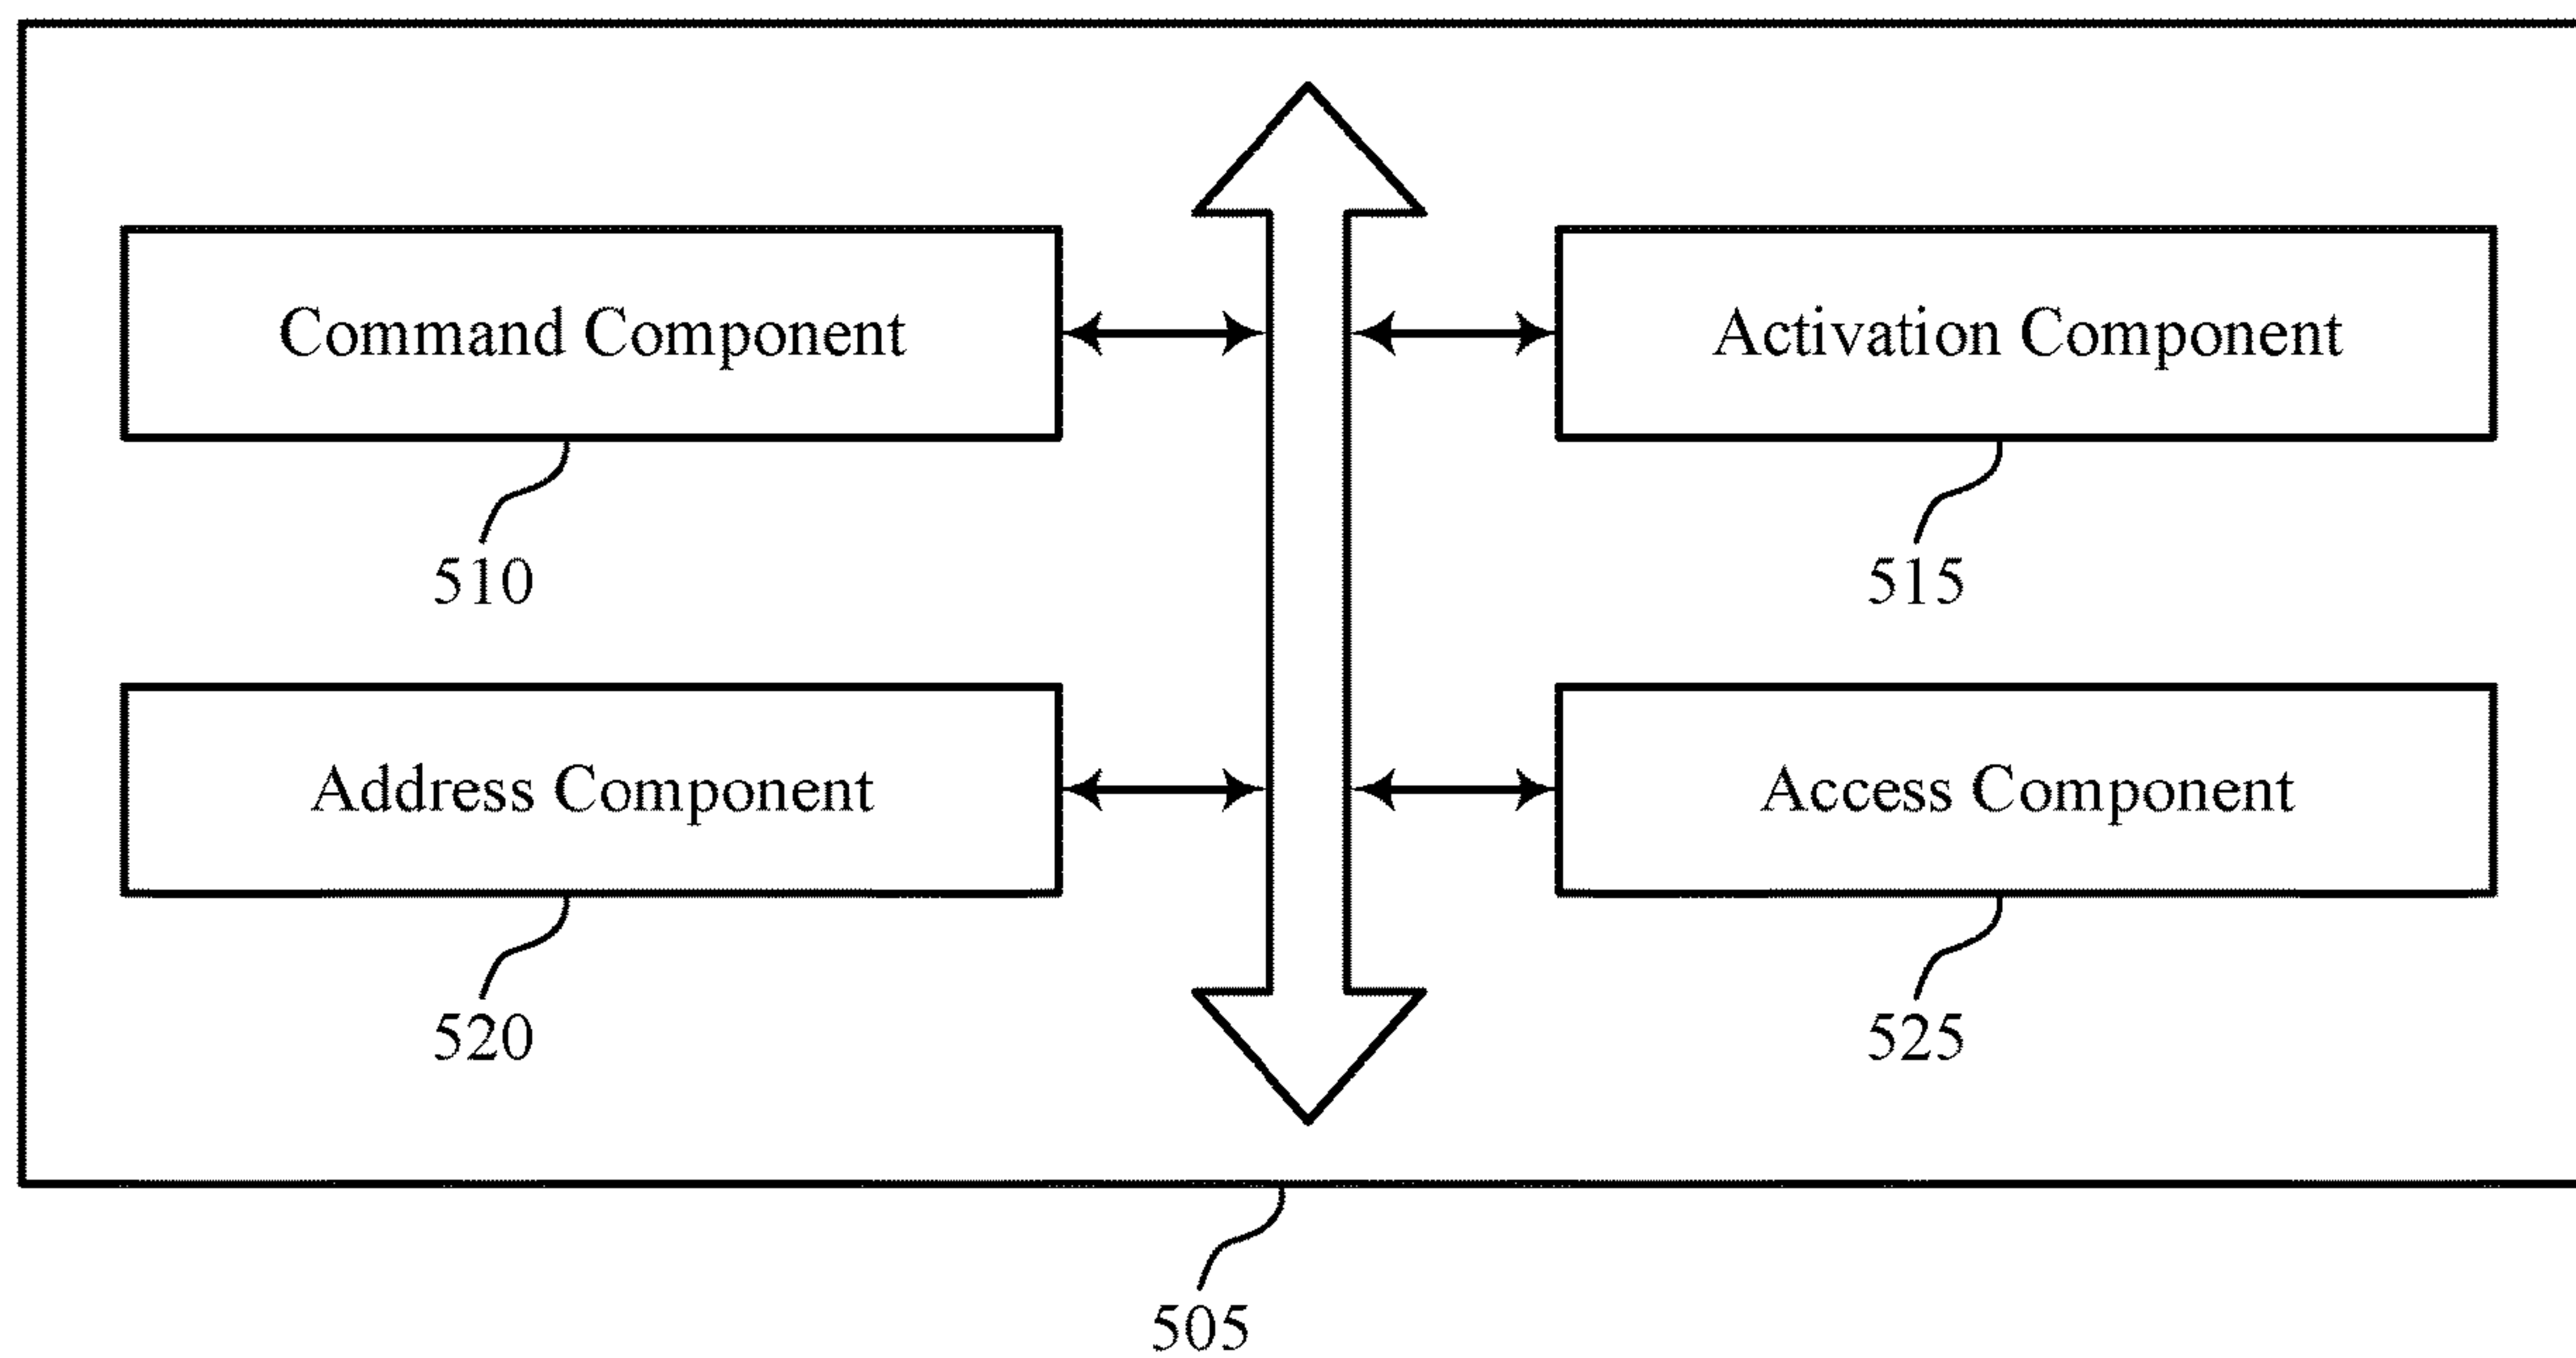 Command Component
Activation Component
510
515
Address Component
Access Component
520
525
505